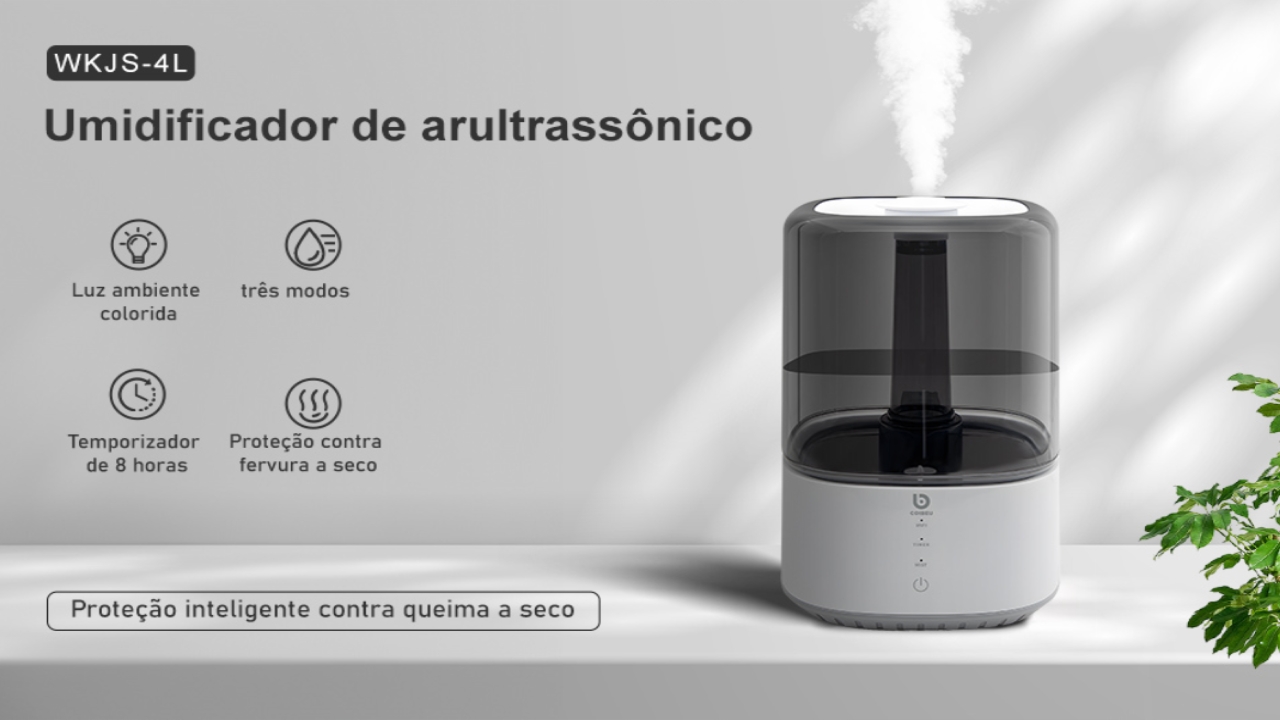 WKJS-4L
Umidificador de arultrassônico
Luz ambiente
colorida
três modos
Temporizador
de 8 horas
Proteção contra
fervura a seco
Proteção inteligente contra queima a seco